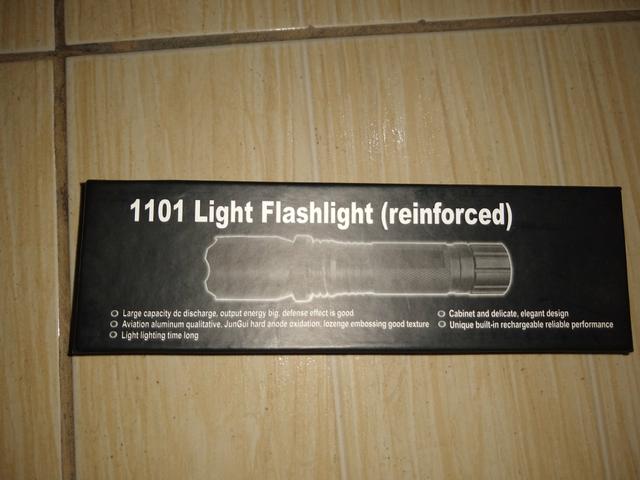 1101 Light Flashlight (reinforced)
Large capacity dc discharge, output energy big, defense effect is good
Aviation aluminum qualitative, JunGui hard anode oxidation, lozenge embossing good texture
Light lighting time long
Cabinet and delicate, elegant design
Unique built-in rechargeable reliable performance